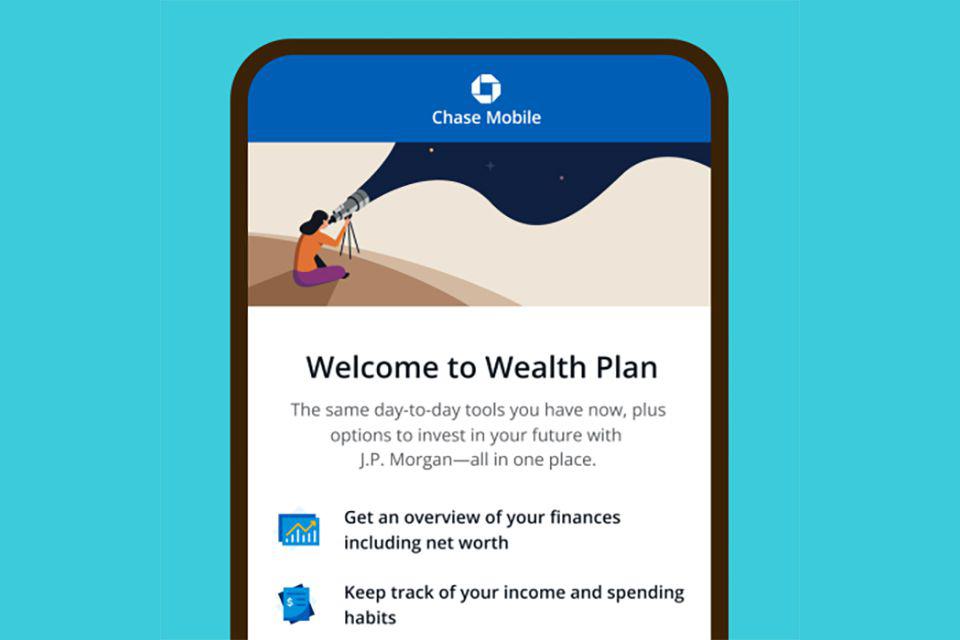 Chase Mobile
Welcome to Wealth Plan
The same day-to-day tools you have now, plus
options to invest in your future with
J.P. Morgan—all in one place.
Get an overview of your finances
including net worth
Keep track of your income and spending
habits